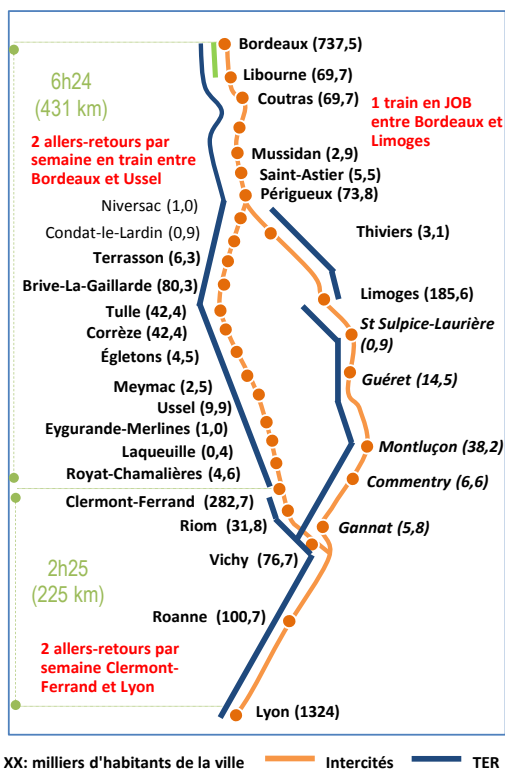 Bordeaux (737,5)
Libourne (69,7)
Coutras (69,7)
6h24
(431 km)
1 train en JOB
entre Bordeaux et
Limoges
2 allers-retours par
semaine en train entre
Bordeaux et Ussel
Mussidan (2,9)
Saint-Astier (5,5)
Périgueux (73,8)
Niversac (1,0)
Condat-le-Lardin (0,9)
Thiviers (3,1)
Terrasson (6,3)
Brive-La-Gaillarde (80,3)
Limoges (185,6)
Tulle (42,4)
St Sulpice-Laurière
(0,9)
Corrèze (42,4)
Égletons (4,5)
Guéret (14,5)
Meymac (2,5)
Ussel (9,9)
Eygurande-Merlines (1,0)
Laqueuille (0,4)
Montluçon (38,2)
Royat-Chamalières (4,6)
Commentry (6,6)
Clermont-Ferrand (282,7)
Riom (31,8)
Gannat (5,8)
Vichy (76,7)
2h25
(225 km)
Roanne (100,7)
2 allers-retours par
semaine Clermont-
Ferrand et Lyon
Lyon (1324)
XX: milliers d'habitants de la ville Intercités TER